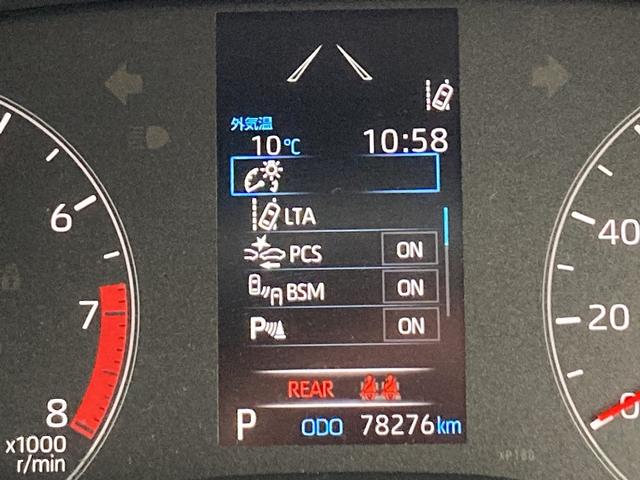 外気温
10℃ 10:58
LTA
PCS ON
BSM ON
P ON
REAR
P ODO 78276km
6
7
8
x1000
r/min
40
20
0